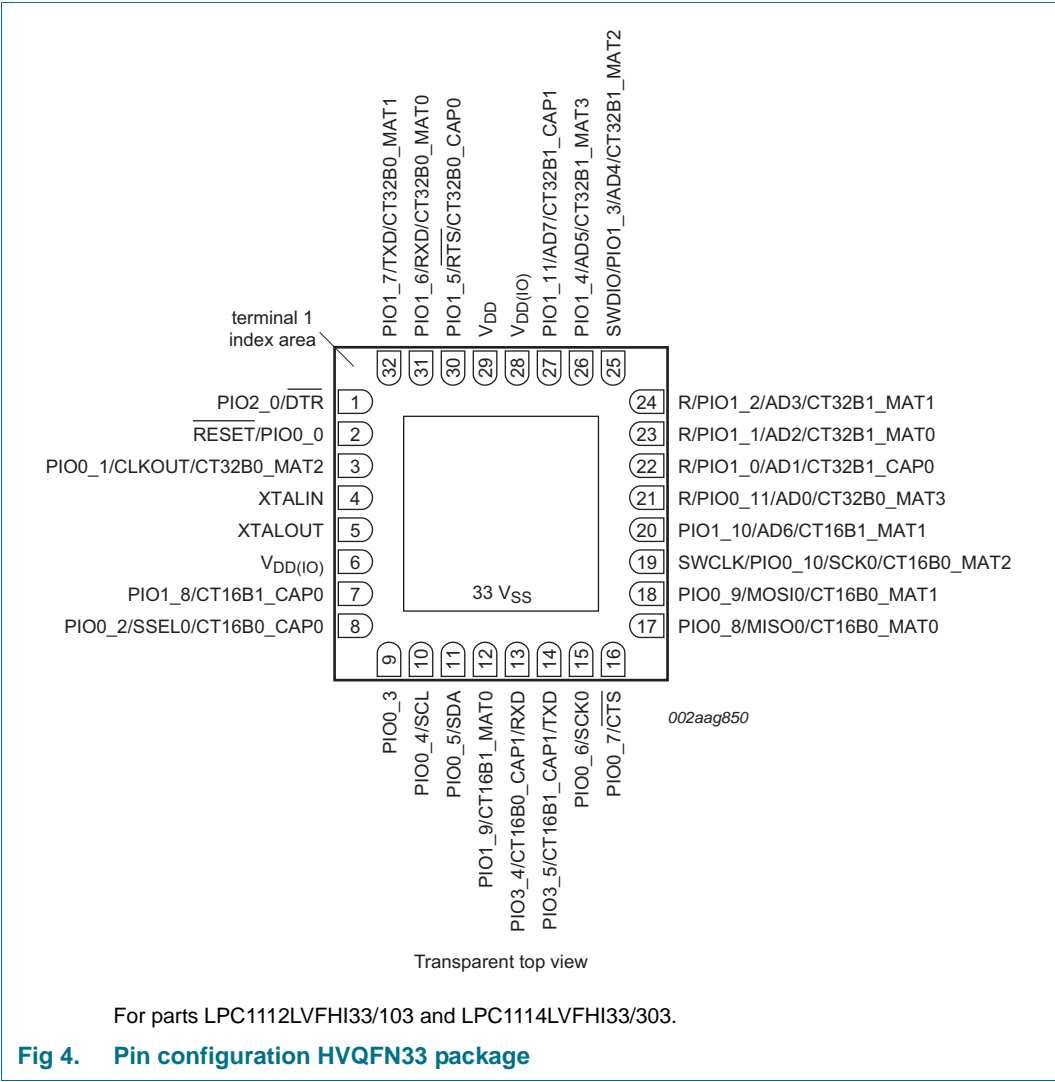 PIO1_7/TXD/CT32B0_MAT1
PIO1_6/RXD/CT32B0_MAT0
PIO1_5/RTS/CT32B0_CAP0
VDD
VDD(IO)
PIO1_11/AD7/CT32B1_CAP1
PIO1_4/AD5/CT32B1_MAT3
SWDIO/PIO1_3/AD4/CT32B1_MAT2
terminal 1
index area
32
31
30
29
28
27
26
25
PIO2_0/DTR 1
RESET/PIO0_0 2
PIO0_1/CLKOUT/CT32B0_MAT2 3
XTALIN 4
XTALOUT 5
VDD(IO) 6
PIO1_8/CT16B1_CAP0 7
PIO0_2/SSEL0/CT16B0_CAP0 8
24 R/PIO1_2/AD3/CT32B1_MAT1
23 R/PIO1_1/AD2/CT32B1_MAT0
22 R/PIO1_0/AD1/CT32B1_CAP0
21 R/PIO0_11/AD0/CT32B0_MAT3
20 PIO1_10/AD6/CT16B1_MAT1
19 SWCLK/PIO0_10/SCK0/CT16B0_MAT2
18 PIO0_9/MOSI0/CT16B0_MAT1
17 PIO0_8/MISO0/CT16B0_MAT0
33 VSS
9
10
11
12
13
14
15
16
PIO0_3
PIO0_4/SCL
PIO0_5/SDA
PIO1_9/CT16B1_MAT0
PIO3_4/CT16B0_CAP1/RXD
PIO3_5/CT16B1_CAP1/TXD
PIO0_6/SCK0
PIO0_7/CTS
002aag850
Transparent top view
For parts LPC1112LVFHI33/103 and LPC1114LVFHI33/303.
Fig 4. Pin configuration HVQFN33 package